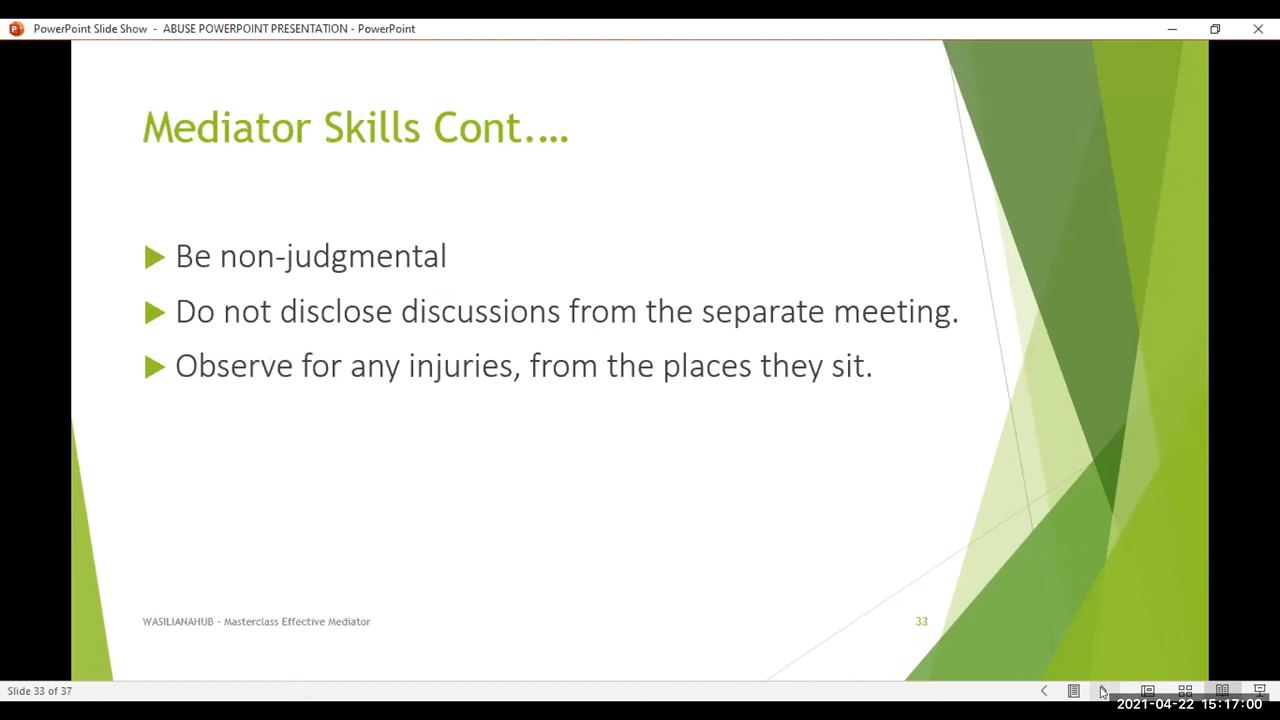 PowerPoint Slide Show - ABUSE POWERPOINT PRESENTATION - PowerPoint
Mediator Skills Cont.…
Be non-judgmental
Do not disclose discussions from the separate meeting.
Observe for any injuries, from the places they sit.
WASILIANAHUB - Masterclass Effective Mediator
33
Slide 33 of 37
2021-04-22 15:17:00